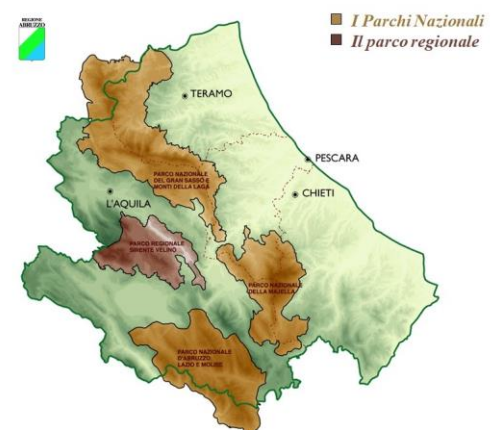 REGIONE
ABRUZZO
I Parchi Nazionali
Il parco regionale
TERAMO
PESCARA
PARCO NAZIONALE
DEL GRAN SASSO E
MONTI DELLA LAGA
L'AQUILA
CHIETI
PARCO REGIONALE
SIRENTE VELINO
PARCO NAZIONALE
DELLA MAJELLA
PARCO NAZIONALE
D'ABRUZZO,
LAZIO E MOLISE